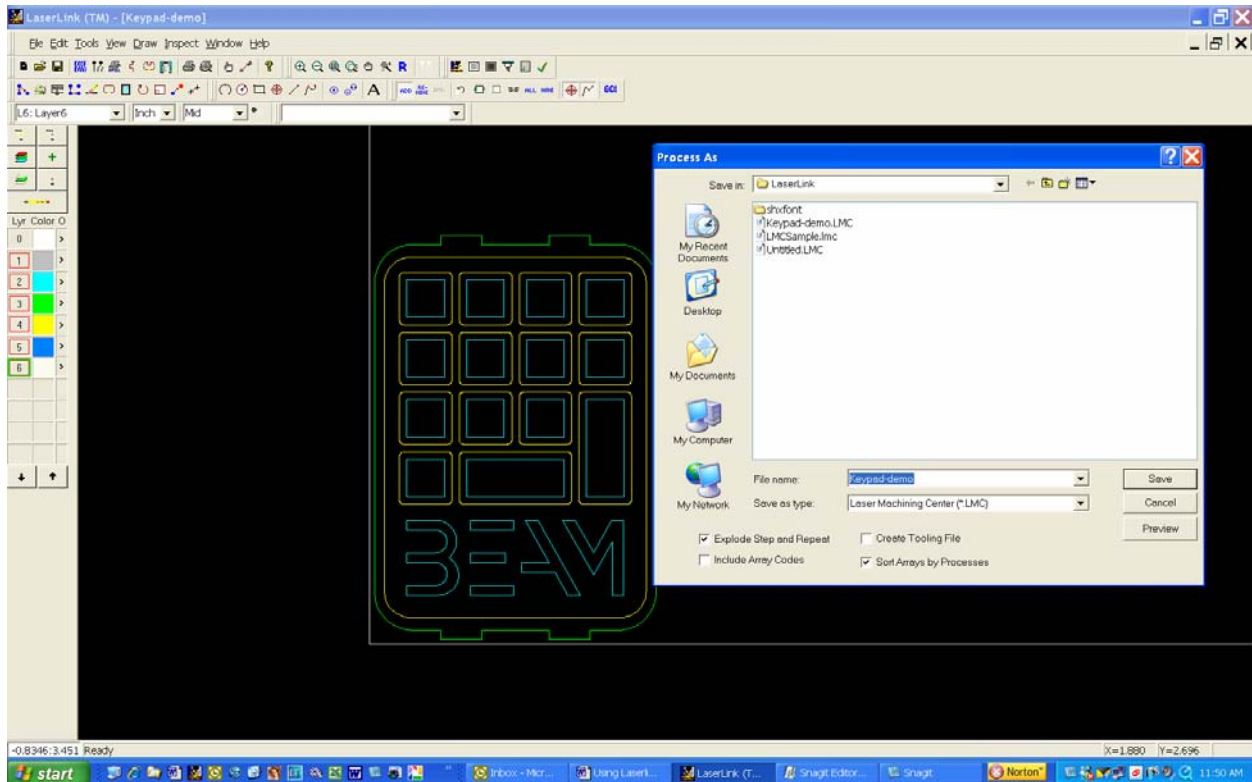 LaserLink (TM) - [Keypad-demo]
File Edit Tools View Draw Inspect Window Help
R
A
ALL
GCI
L6: Layer6 Inch Mid
Lyr Color O
0
1
2
3
4
5
6
BEAM
Process As
Save in: LaserLink
shxfont
Keypad-demo.LMC
LMCSample.lmc
Untitled.LMC
My Recent
Documents
Desktop
My Documents
My Computer
My Network
File name: Keypad-demo
Save as type: Laser Machining Center (*.LMC)
Save
Cancel
Preview
Explode Step and Repeat
Create Tooling File
Include Array Codes
Sort Arrays by Processes
-0.8346:3.451 Ready X=1.880 Y=2.696
start Inbox - Micr... Using Laserli... LaserLink (T... Snagit Editor... Snagit Norton 11:50 AM